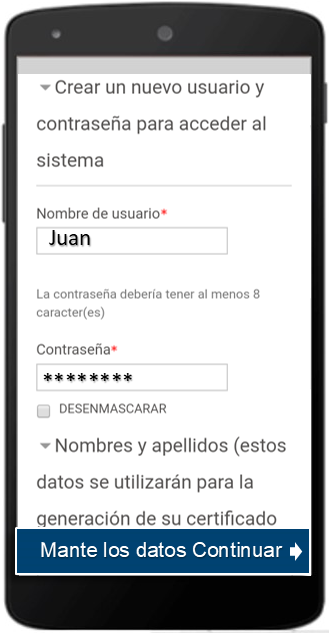 Crear un nuevo usuario y
contraseña para acceder al
sistema
Nombre de usuario*
Juan
La contraseña debería tener al menos 8
caracter(es)
Contraseña*
********
DESENMASCARAR
Nombres y apellidos (estos
datos se utilizarán para la
generación de su certificado
Mante los datos Continuar